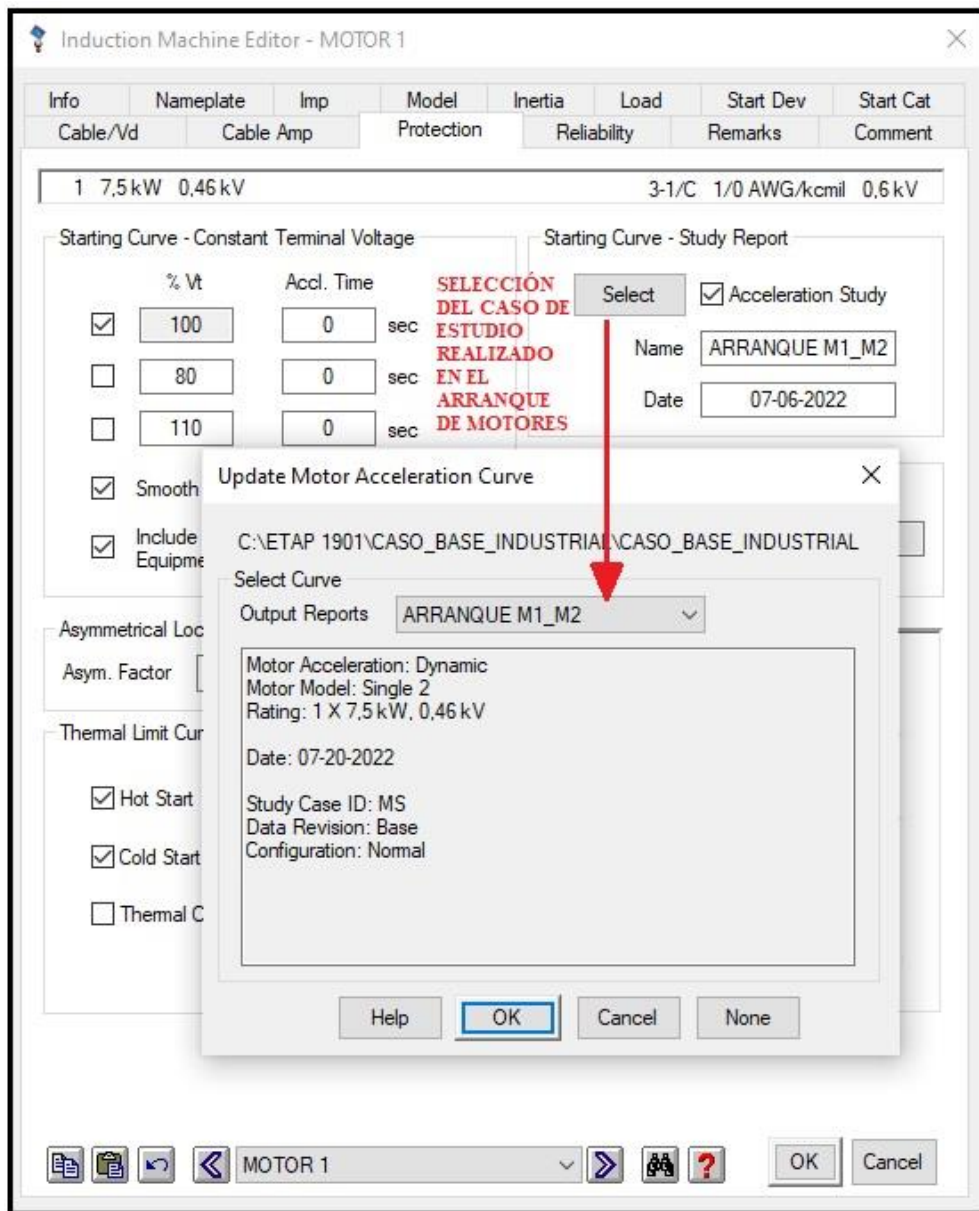 Induction Machine Editor - MOTOR 1
Info Nameplate Imp Model Inertia Load Start Dev Start Cat
Cable/Vd Cable Amp Protection Reliability Remarks Comment
1 7,5 kW 0,46 kV 3-1/C 1/0 AWG/kcmil 0,6 kV
Starting Curve - Constant Terminal Voltage
% Vt Accl. Time
100 0 sec
80 0 sec
110 0 sec
SELECCIÓN
DEL CASO DE
ESTUDIO
REALIZADO
EN EL
ARRANQUE
DE MOTORES
Starting Curve - Study Report
Select Acceleration Study
Name ARRANQUE M1_M2
Date 07-06-2022
Smooth
Include
Equipme
Asymmetrical Loc
Asym. Factor
Thermal Limit Cur
Hot Start
Cold Start
Thermal C
Update Motor Acceleration Curve
C:\ETAP 1901\CASO_BASE_INDUSTRIAL\CASO_BASE_INDUSTRIAL
Select Curve
Output Reports ARRANQUE M1_M2
Motor Acceleration: Dynamic
Motor Model: Single 2
Rating: 1 X 7,5 kW, 0,46 kV
Date: 07-20-2022
Study Case ID: MS
Data Revision: Base
Configuration: Normal
Help OK Cancel None
MOTOR 1 ? OK Cancel